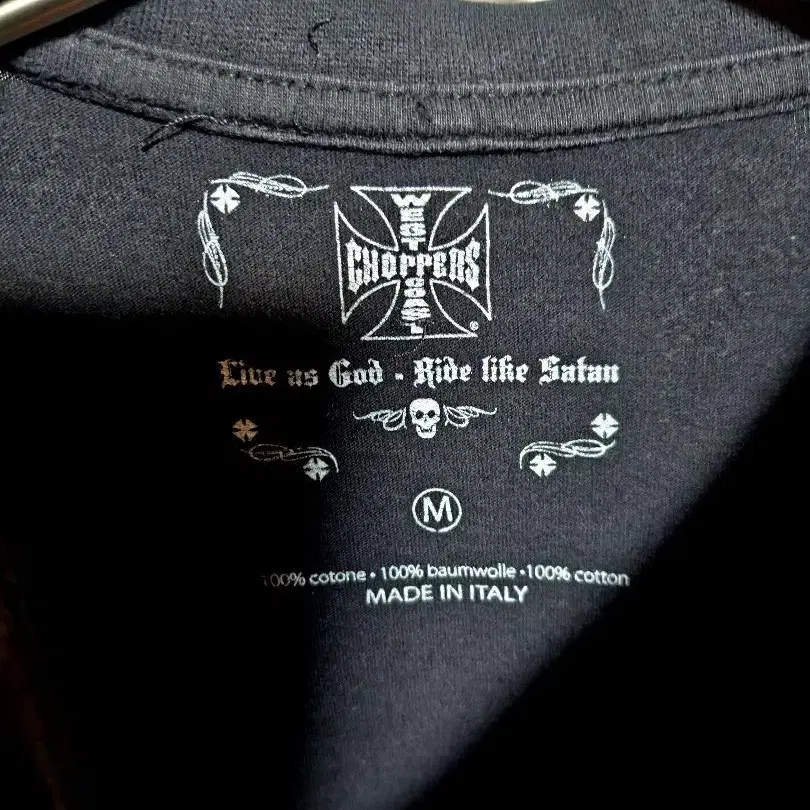 WEST COAST
CHOPPERS
®
Live as God - Ride like Satan
M
100% cotone • 100% baumwolle • 100% cotton
MADE IN ITALY